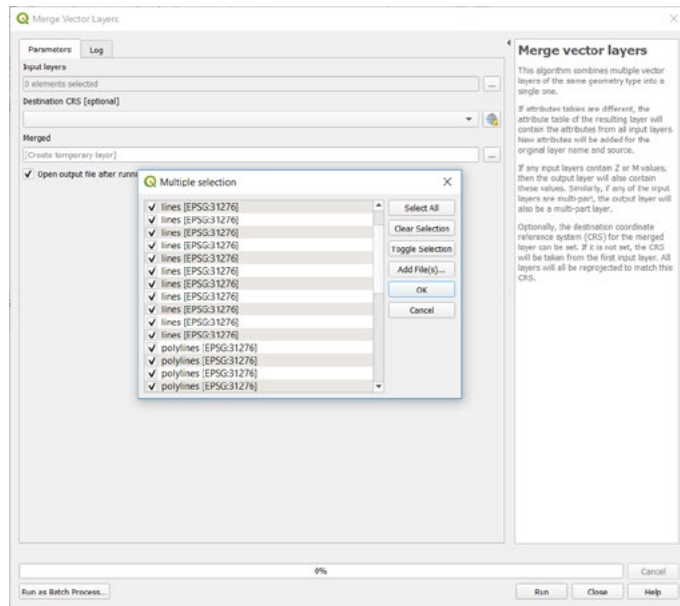 Merge Vector Layers
Parameters Log
Input layers
0 elements selected
...
Destination CRS [optional]
Merged
[Create temporary layer]
...
Open output file after runn
Multiple selection
lines [EPSG:31276]
lines [EPSG:31276]
lines [EPSG:31276]
lines [EPSG:31276]
lines [EPSG:31276]
lines [EPSG:31276]
lines [EPSG:31276]
lines [EPSG:31276]
lines [EPSG:31276]
lines [EPSG:31276]
lines [EPSG:31276]
polylines [EPSG:31276]
polylines [EPSG:31276]
polylines [EPSG:31276]
polylines [EPSG:31276]
Select All
Clear Selection
Toggle Selection
Add File(s)...
OK
Cancel
Merge vector layers
This algorithm combines multiple vector
layers of the same geometry type into a
single one.
If attributes tables are different, the
attribute table of the resulting layer will
contain the attributes from all input layers.
New attributes will be added for the
original layer name and source.
If any input layers contain Z or M values,
then the output layer will also contain
these values. Similarly, if any of the input
layers are multi-part, the output layer will
also be a multi-part layer.
Optionally, the destination coordinate
reference system (CRS) for the merged
layer can be set. If it is not set, the CRS
will be taken from the first input layer. All
layers will all be reprojected to match this
CRS.
0%
Cancel
Run as Batch Process...
Run Close Help